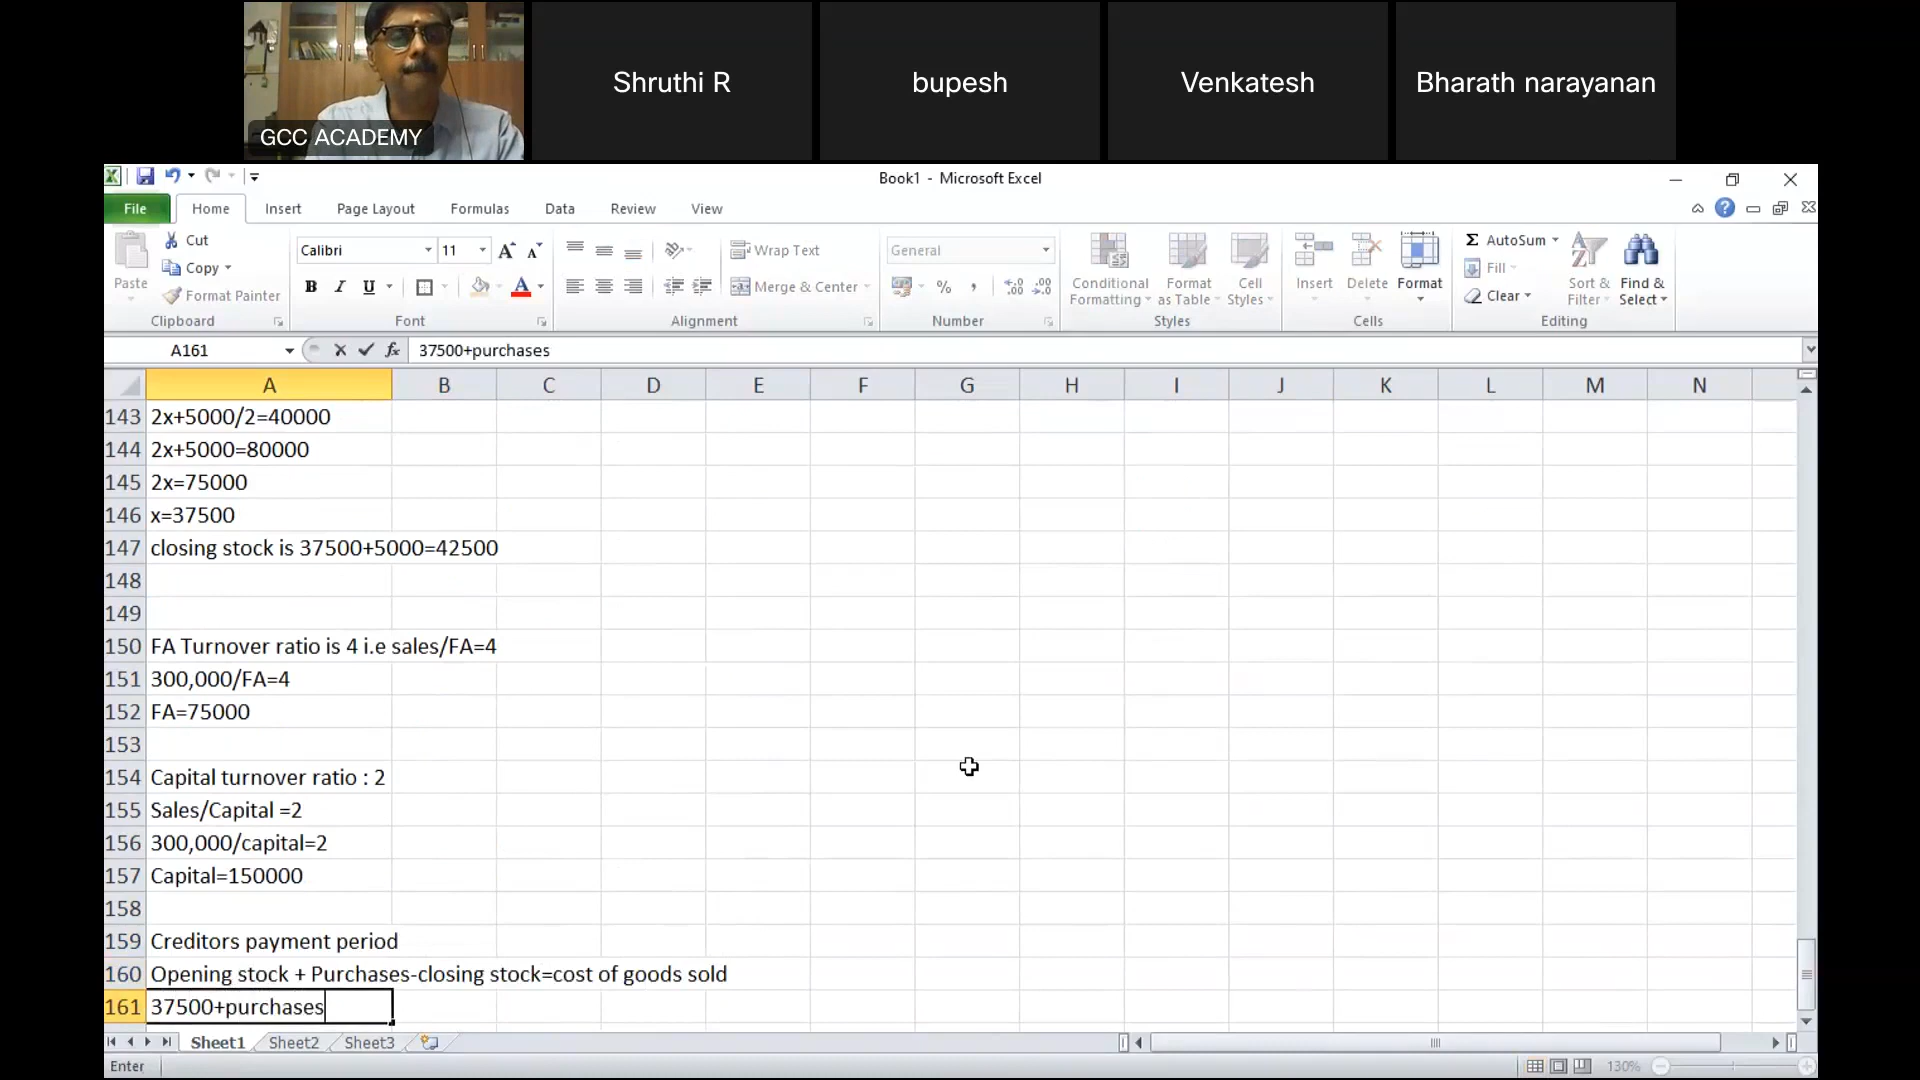 GCC ACADEMY
Shruthi R
bupesh
Venkatesh
Bharath narayanan
Book1 - Microsoft Excel
File Home Insert Page Layout Formulas Data Review View
Paste
Cut
Copy
Format Painter
Clipboard
Calibri 11
B I U A
Font
Wrap Text
Merge & Center
Alignment
General
% ,
Number
Conditional Formatting
Format as Table
Cell Styles
Styles
Insert
Delete
Format
Cells
Σ AutoSum
Fill
Clear
Sort & Filter
Find & Select
Editing
A161 fx 37500+purchases
A B C D E F G H I J K L M N
143 2x+5000/2=40000
144 2x+5000=80000
145 2x=75000
146 x=37500
147 closing stock is 37500+5000=42500
148
149
150 FA Turnover ratio is 4 i.e sales/FA=4
151 300,000/FA=4
152 FA=75000
153
154 Capital turnover ratio : 2
155 Sales/Capital =2
156 300,000/capital=2
157 Capital=150000
158
159 Creditors payment period
160 Opening stock + Purchases-closing stock=cost of goods sold
161 37500+purchases
Sheet1 Sheet2 Sheet3
Enter 130%